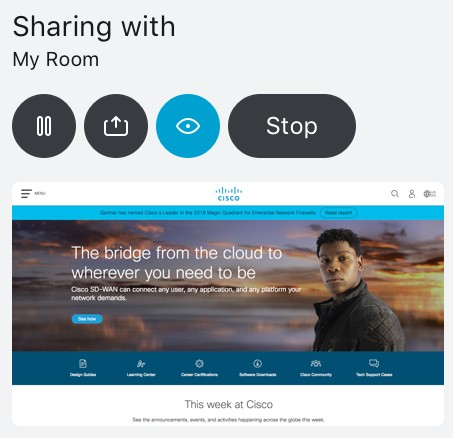 Sharing with
My Room
Stop
MENU
CISCO
Gartner has named Cisco a Leader in the 2019 Magic Quadrant for Enterprise Network Firewalls. Read report
The bridge from the cloud to
wherever you need to be
Cisco SD-WAN can connect any user, any application, and any platform your
network demands.
See how
Design Guides Learning Center Career Certifications Software Downloads Cisco Community Tech Support Cases
This week at Cisco
See the announcements, events, and activities happening across the globe this week.